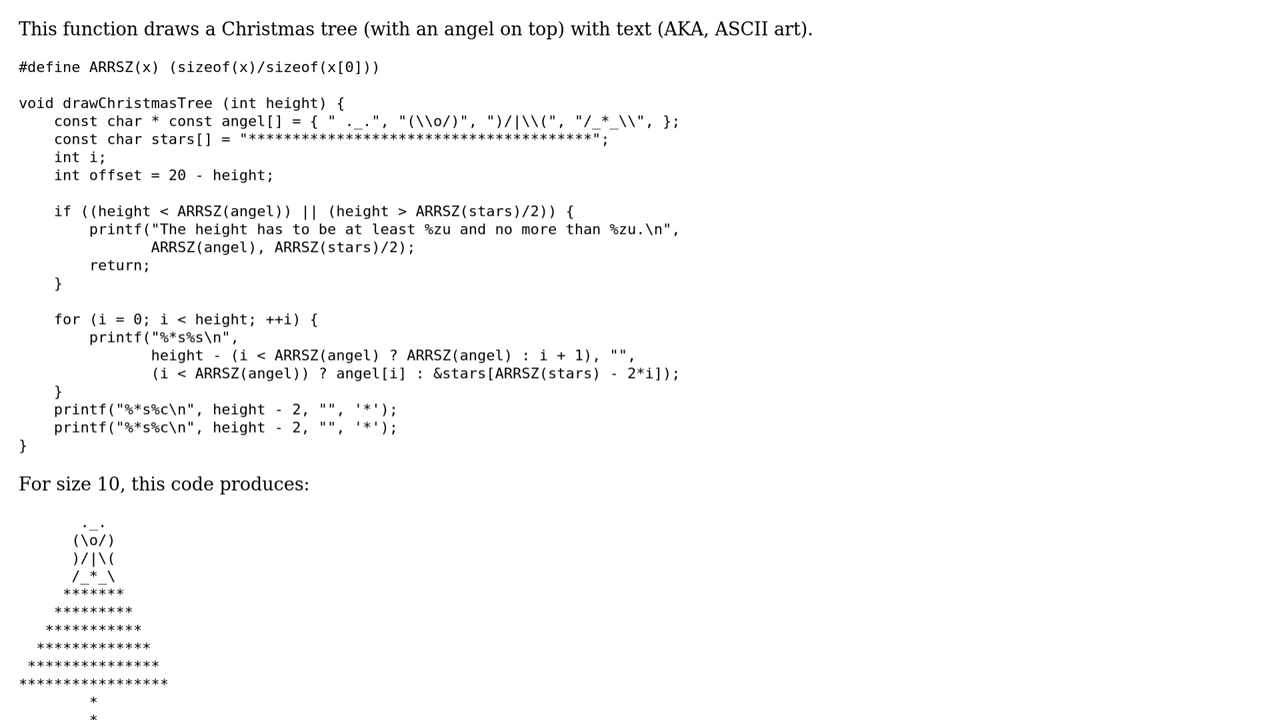 This function draws a Christmas tree (with an angel on top) with text (AKA, ASCII art).
#define ARRSZ(x) (sizeof(x)/sizeof(x[0]))
void drawChristmasTree (int height) {
    const char * const angel[] = { " ._.", "(\\o/)", ")/|\\(", "/_*_\\", };
    const char stars[] = "***************************************";
    int i;
    int offset = 20 - height;
    if ((height < ARRSZ(angel)) || (height > ARRSZ(stars)/2)) {
        printf("The height has to be at least %zu and no more than %zu.\n",
               ARRSZ(angel), ARRSZ(stars)/2);
        return;
    }
    for (i = 0; i < height; ++i) {
        printf("%*s%s\n",
               height - (i < ARRSZ(angel) ? ARRSZ(angel) : i + 1), "",
               (i < ARRSZ(angel)) ? angel[i] : &stars[ARRSZ(stars) - 2*i]);
    }
    printf("%*s%c\n", height - 2, "", '*');
    printf("%*s%c\n", height - 2, "", '*');
}
For size 10, this code produces:
       ._.
      (\o/)
      )/|\(
      /_*_\
     *******
    *********
   ***********
  *************
 ***************
*****************
        *
        *